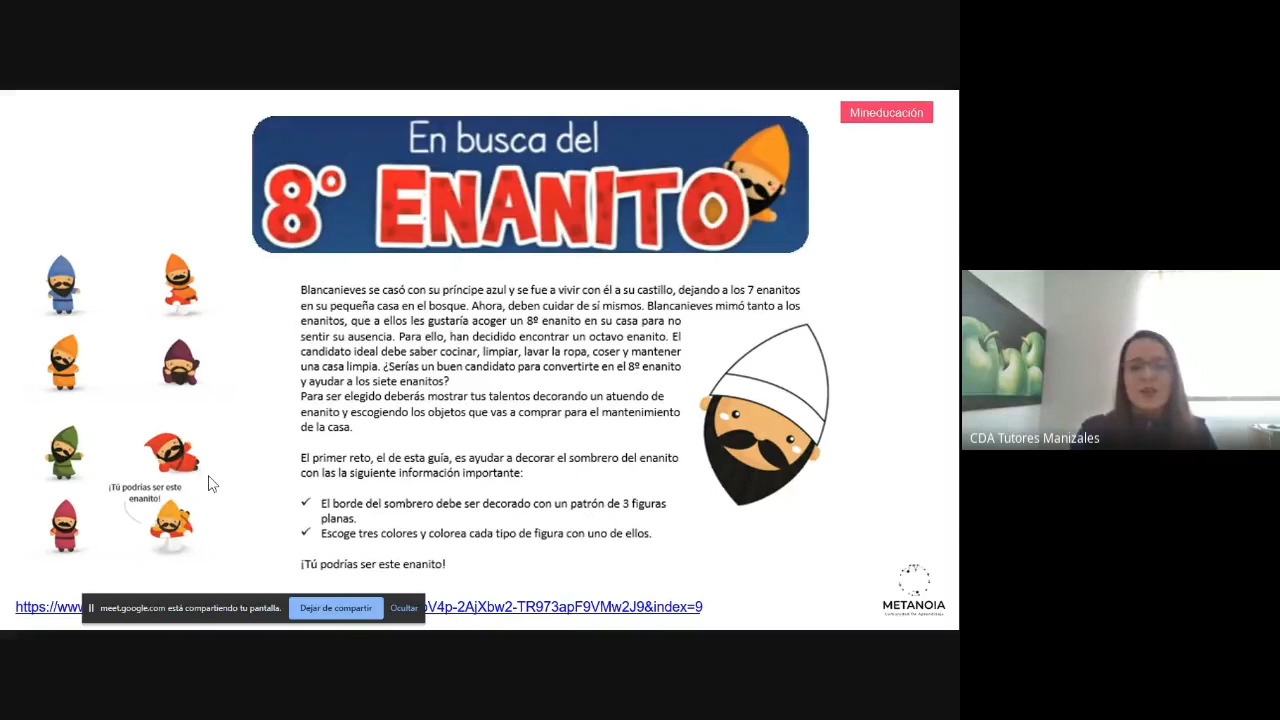 Mineducación
En busca del
8º ENANITO
Blancanieves se casó con su príncipe azul y se fue a vivir con él a su castillo, dejando a los 7 enanitos
en su pequeña casa en el bosque. Ahora, deben cuidar de sí mismos. Blancanieves mimó tanto a los
enanitos, que a ellos les gustaría acoger un 8º enanito en su casa para no
sentir su ausencia. Para ello, han decidido encontrar un octavo enanito. El
candidato ideal debe saber cocinar, limpiar, lavar la ropa, coser y mantener
una casa limpia. ¿Serías un buen candidato para convertirte en el 8º enanito
y ayudar a los siete enanitos?
Para ser elegido deberás mostrar tus talentos decorando un atuendo de
enanito y escogiendo los objetos que vas a comprar para el mantenimiento
de la casa.
El primer reto, el de esta guía, es ayudar a decorar el sombrero del enanito
con las la siguiente información importante:
✓ El borde del sombrero debe ser decorado con un patrón de 3 figuras
planas.
✓ Escoge tres colores y colorea cada tipo de figura con uno de ellos.
¡Tú podrías ser este enanito!
¡Tú podrías ser este
enanito!
https://www
V4p-2AjXbw2-TR973apF9VMw2J9&index=9
meet.google.com está compartiendo tu pantalla.
Dejar de compartir
Ocultar
METANOIA
Comunidad De Aprendizaje
CDA Tutores Manizales